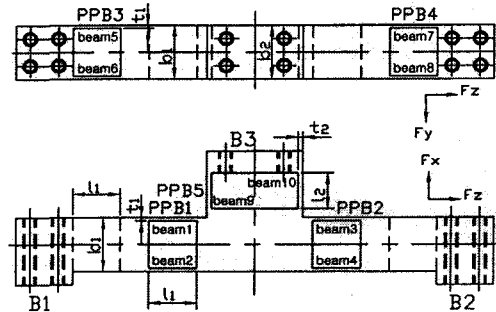 PPB3 t1 PPB4
beam5 b1 b2 beam7
beam6 beam8
Fz
Fy
B3 t2
Fx
l1 beam10 l2 Fz
PPB5 beam9
t1 PPB1 PPB2
b1 beam1 beam3
beam2 beam4
B1 l1 B2